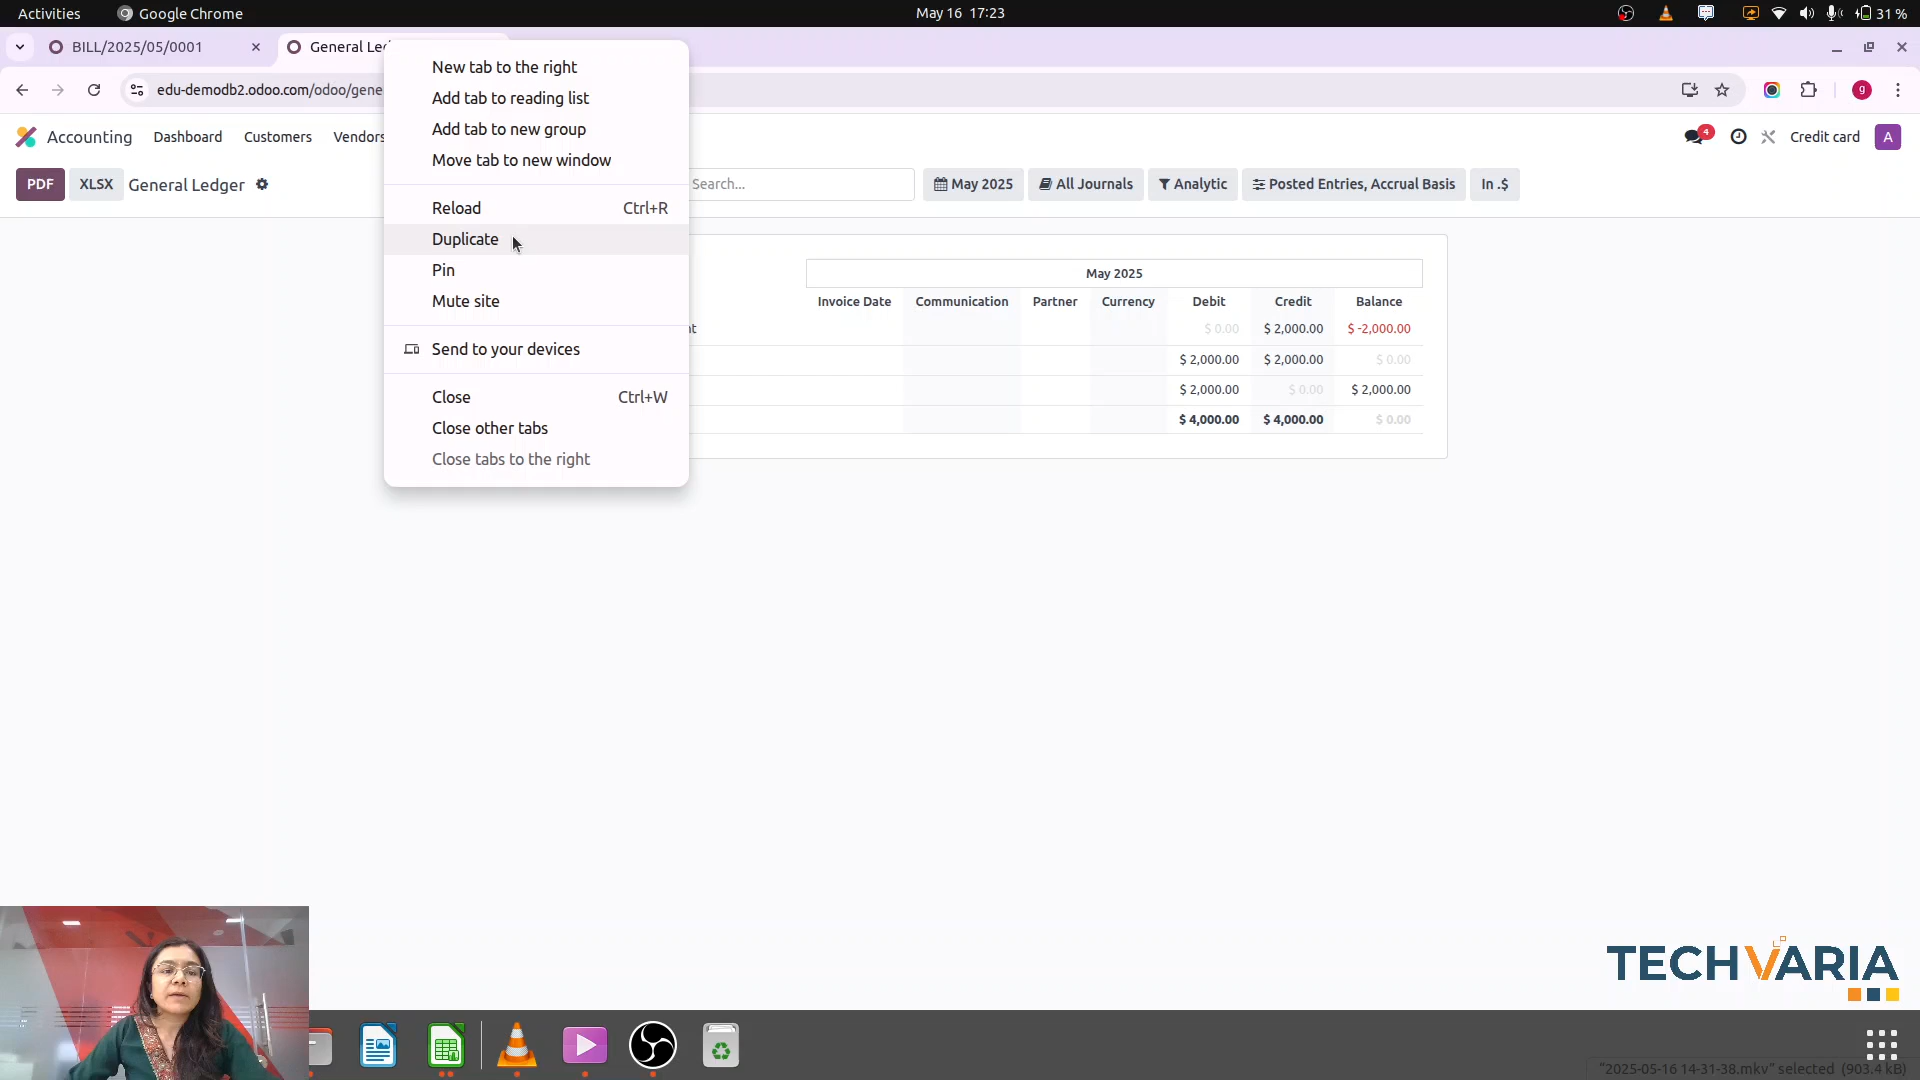 Activities
Google Chrome
May 16 17:23
31 %
BILL/2025/05/0001
General Led
edu-demodb2.odoo.com/odoo/gene
g
Accounting
Dashboard
Customers
Vendors
4
Credit card
A
PDF
XLSX
General Ledger
Search...
May 2025
All Journals
Analytic
Posted Entries, Accrual Basis
In .$
New tab to the right
Add tab to reading list
Add tab to new group
Move tab to new window
Reload Ctrl+R
Duplicate
Pin
Mute site
Send to your devices
Close Ctrl+W
Close other tabs
Close tabs to the right
May 2025
Invoice Date Communication Partner Currency Debit Credit Balance
nt $ 0.00 $ 2,000.00 $ -2,000.00
$ 2,000.00 $ 2,000.00 $ 0.00
$ 2,000.00 $ 0.00 $ 2,000.00
$ 4,000.00 $ 4,000.00 $ 0.00
TECHVARIA
"2025-05-16 14-31-38.mkv" selected (903.4 kB)